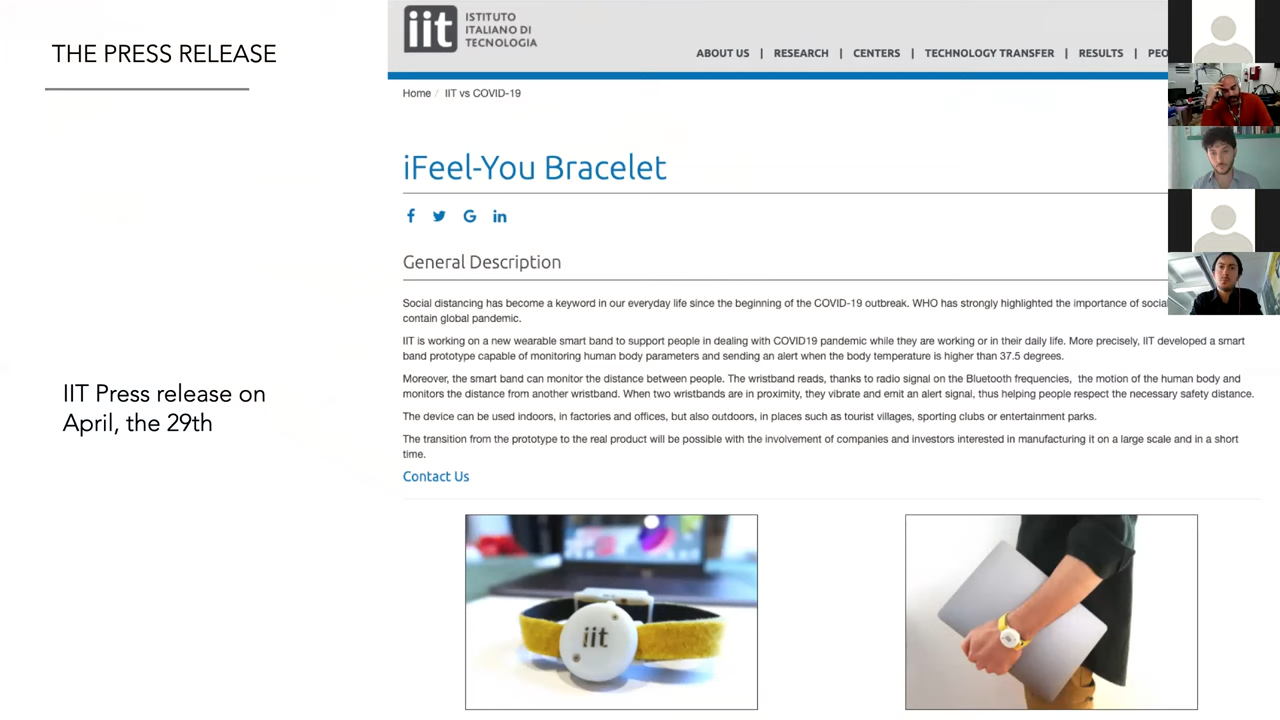 THE PRESS RELEASE
IIT Press release on
April, the 29th
iit
ISTITUTO
ITALIANO DI
TECNOLOGIA
ABOUT US | RESEARCH | CENTERS | TECHNOLOGY TRANSFER | RESULTS | PEO
Home / IIT vs COVID-19
iFeel-You Bracelet
General Description
Social distancing has become a keyword in our everyday life since the beginning of the COVID-19 outbreak. WHO has strongly highlighted the importance of socia
contain global pandemic.
IIT is working on a new wearable smart band to support people in dealing with COVID19 pandemic while they are working or in their daily life. More precisely, IIT developed a smart
band prototype capable of monitoring human body parameters and sending an alert when the body temperature is higher than 37.5 degrees.
Moreover, the smart band can monitor the distance between people. The wristband reads, thanks to radio signal on the Bluetooth frequencies, the motion of the human body and
monitors the distance from another wristband. When two wristbands are in proximity, they vibrate and emit an alert signal, thus helping people respect the necessary safety distance.
The device can be used indoors, in factories and offices, but also outdoors, in places such as tourist villages, sporting clubs or entertainment parks.
The transition from the prototype to the real product will be possible with the involvement of companies and investors interested in manufacturing it on a large scale and in a short
time.
Contact Us
iit